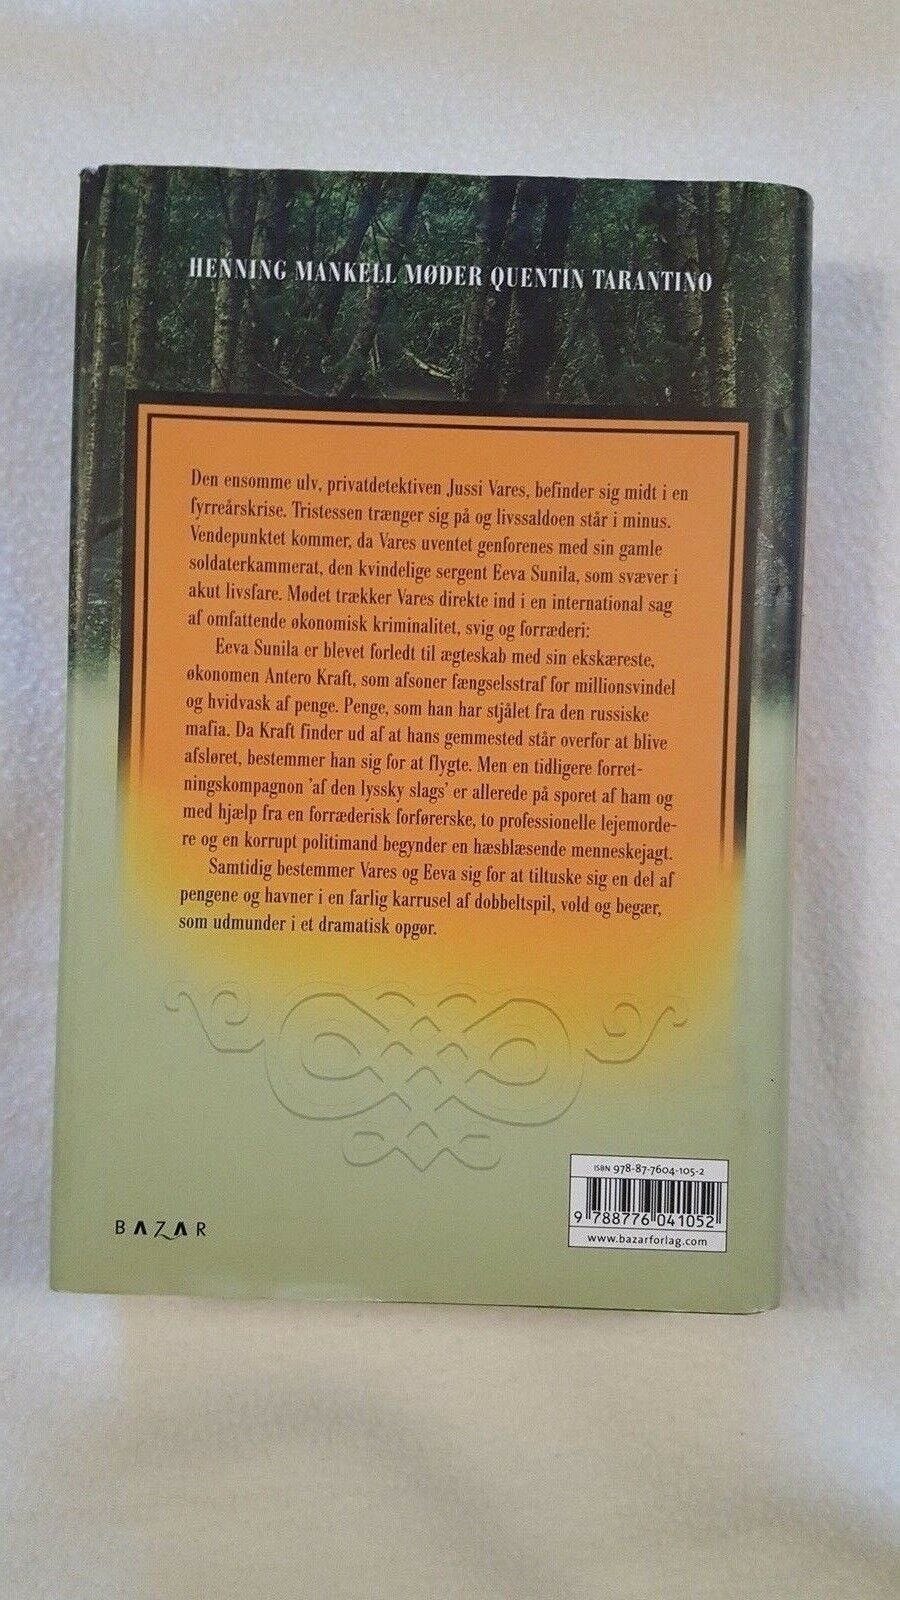 HENNING MANKELL MØDER QUENTIN TARANTINO
Den ensomme ulv, privatdetektiven Jussi Vares, befinder sig midt i en
fyrreårskrise. Tristessen trænger sig på og livssaldoen står i minus.
Vendepunktet kommer, da Vares uventet genforenes med sin gamle
soldaterkammerat, den kvindelige sergent Eeva Sunila, som svæver i
akut livsfare. Mødet trækker Vares direkte ind i en international sag
af omfattende økonomisk kriminalitet, svig og forræderi:
Eeva Sunila er blevet forledt til ægteskab med sin ekskæreste,
økonomen Antero Kraft, som afsoner fængselsstraf for millionsvindel
og hvidvask af penge. Penge, som han har stjålet fra den russiske
mafia. Da Kraft finder ud af at hans gemmested står overfor at blive
afsløret, bestemmer han sig for at flygte. Men en tidligere forret-
ningskompagnon 'af den lyssky slags' er allerede på sporet af ham og
med hjælp fra en forræderisk forførerske, to professionelle lejemorde-
re og en korrupt politimand begynder en hæsblæsende menneskejagt.
Samtidig bestemmer Vares og Eeva sig for at tiltuske sig en del af
pengene og havner i en farlig karrusel af dobbeltspil, vold og begær,
som udmunder i et dramatisk opgør.
ISBN 978-87-7604-105-2
9 788776 041052
www.bazarforlag.com
BAZAR